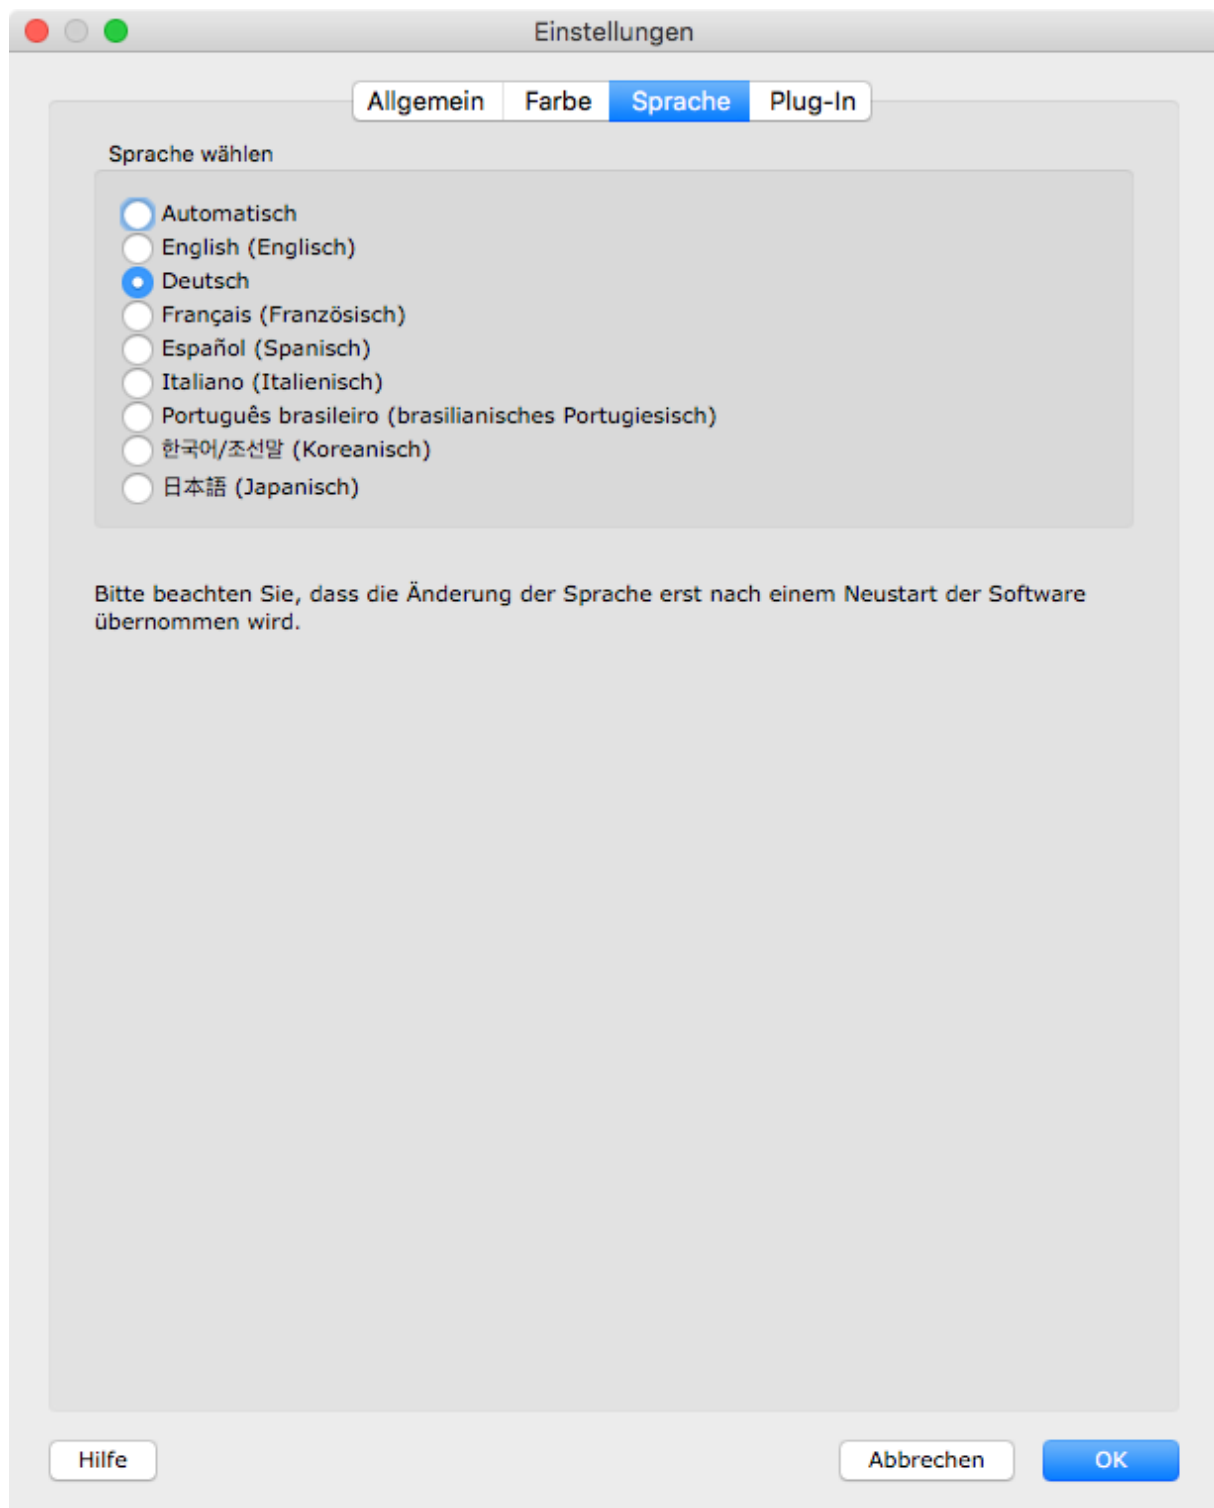 Einstellungen
Allgemein Farbe Sprache Plug-In
Sprache wählen
Automatisch
English (Englisch)
Deutsch
Français (Französisch)
Español (Spanisch)
Italiano (Italienisch)
Português brasileiro (brasilianisches Portugiesisch)
한국어/조선말 (Koreanisch)
日本語 (Japanisch)
Bitte beachten Sie, dass die Änderung der Sprache erst nach einem Neustart der Software
übernommen wird.
Hilfe Abbrechen OK